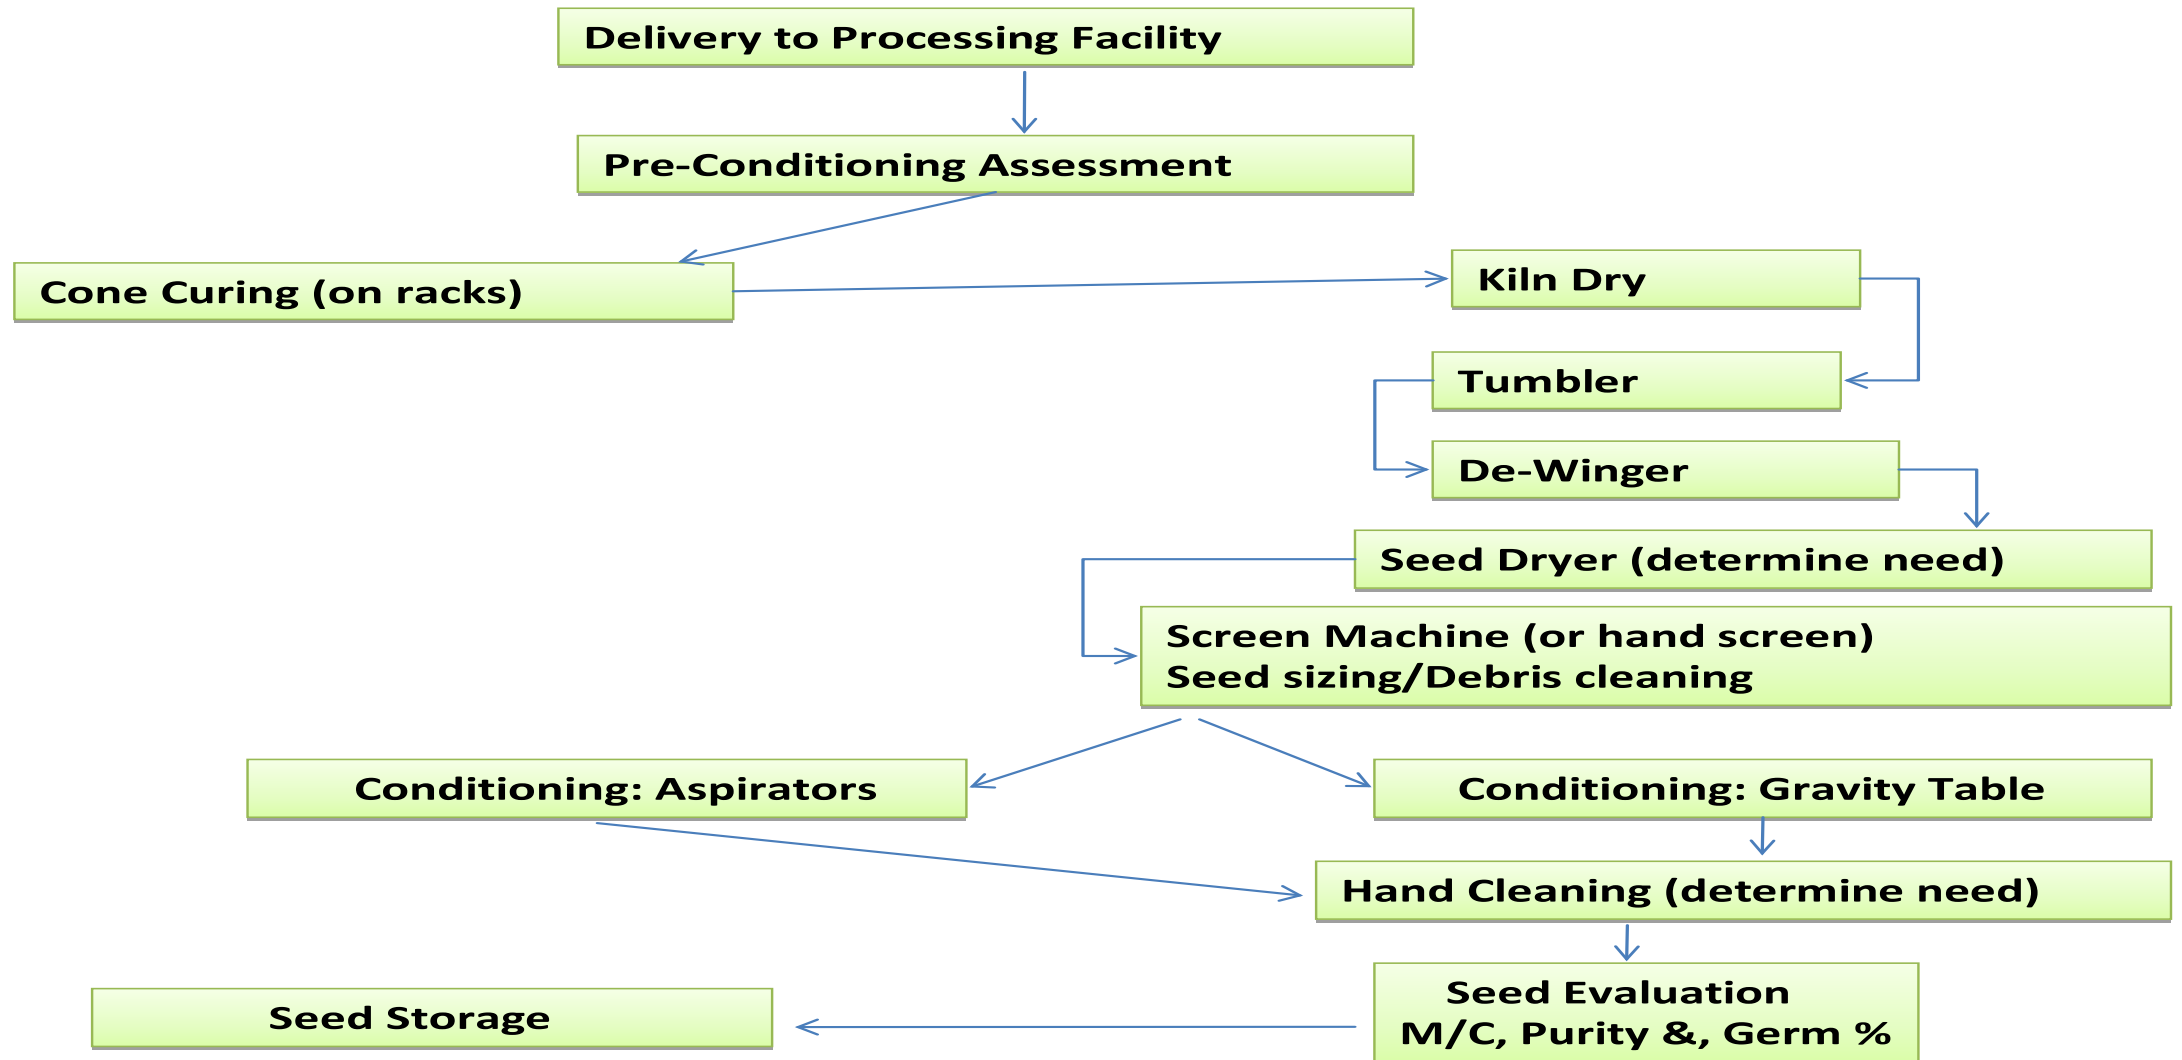 Delivery to Processing Facility
Pre-Conditioning Assessment
Cone Curing (on racks)
Kiln Dry
Tumbler
De-Winger
Seed Dryer (determine need)
Screen Machine (or hand screen)
Seed sizing/Debris cleaning
Conditioning: Aspirators
Conditioning: Gravity Table
Hand Cleaning (determine need)
Seed Evaluation
M/C, Purity &, Germ %
Seed Storage